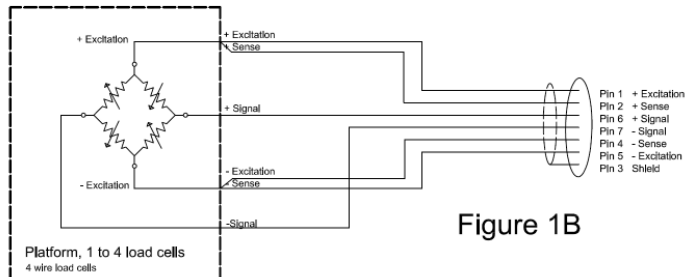 + Excitation
+ Excitation
+ Sense
+ Signal
- Excitation
- Excitation
- Sense
-Signal
Platform, 1 to 4 load cells
4 wire load cells
Pin 1 + Excitation
Pin 2 + Sense
Pin 6 + Signal
Pin 7 - Signal
Pin 4 - Sense
Pin 5 - Excitation
Pin 3 Shield
Figure 1B